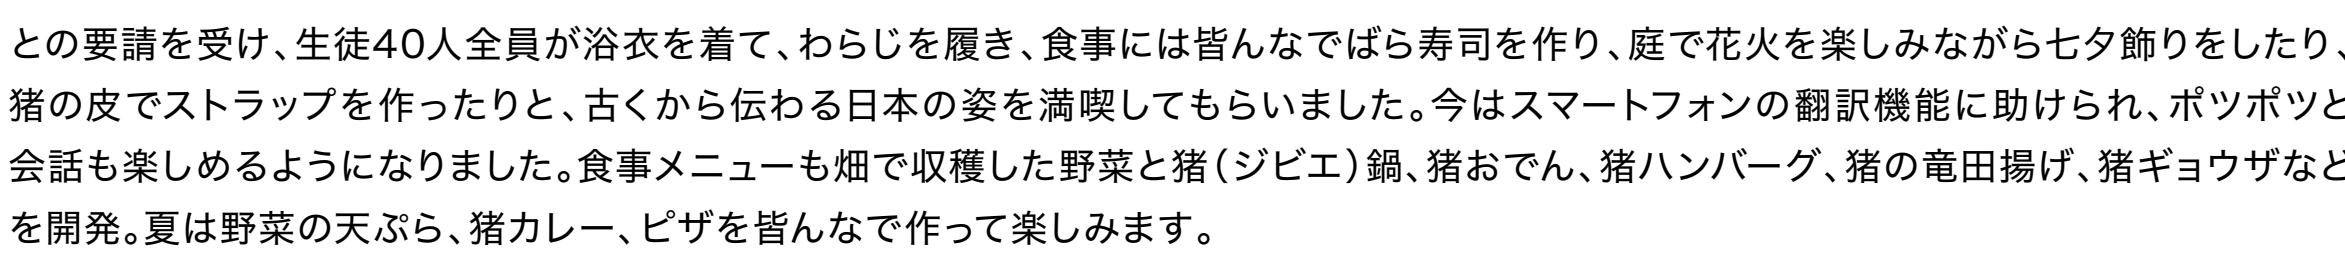 との要請を受け、生徒40人全員が浴衣を着て、わらじを履き、食事には皆んなでばら寿司を作り、庭で花火を楽しみながら七夕飾りをしたり、
猪の皮でストラップを作ったりと、古くから伝わる日本の姿を満喫してもらいました。今はスマートフォンの翻訳機能に助けられ、ポツポツと
会話も楽しめるようになりました。食事メニューも畑で収穫した野菜と猪（ジビエ）鍋、猪おでん、猪ハンバーグ、猪の竜田揚げ、猪ギョウザなど
を開発。夏は野菜の天ぷら、猪カレー、ピザを皆んなで作って楽しみます。